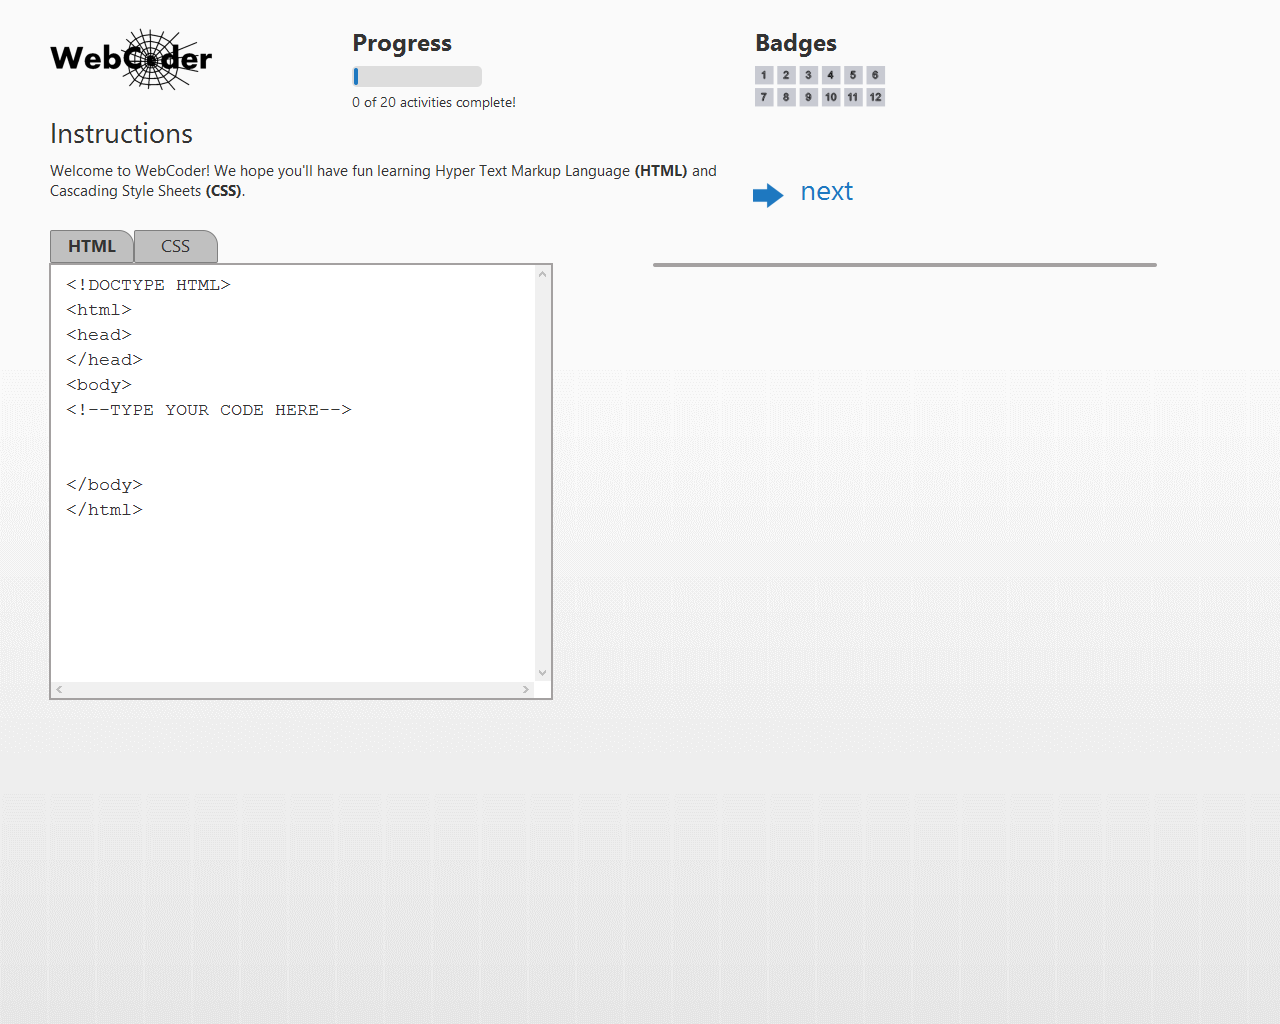 WebCoder
Progress
0 of 20 activities complete!
Badges
1 2 3 4 5 6
7 8 9 10 11 12
Instructions
Welcome to WebCoder! We hope you'll have fun learning Hyper Text Markup Language (HTML) and
Cascading Style Sheets (CSS).
next
HTML CSS
<!DOCTYPE HTML>
<html>
<head>
</head>
<body>
<!--TYPE YOUR CODE HERE-->
</body>
</html>